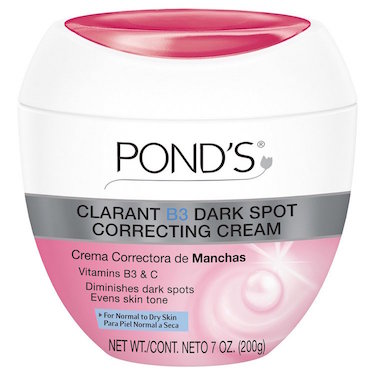 POND'S®
CLARANT B3 DARK SPOT
CORRECTING CREAM
Crema Correctora de Manchas
Vitamins B3 & C
Diminishes dark spots
Evens skin tone
For Normal to Dry Skin
Para Piel Normal a Seca
NET WT./CONT. NETO 7 OZ. (200g)